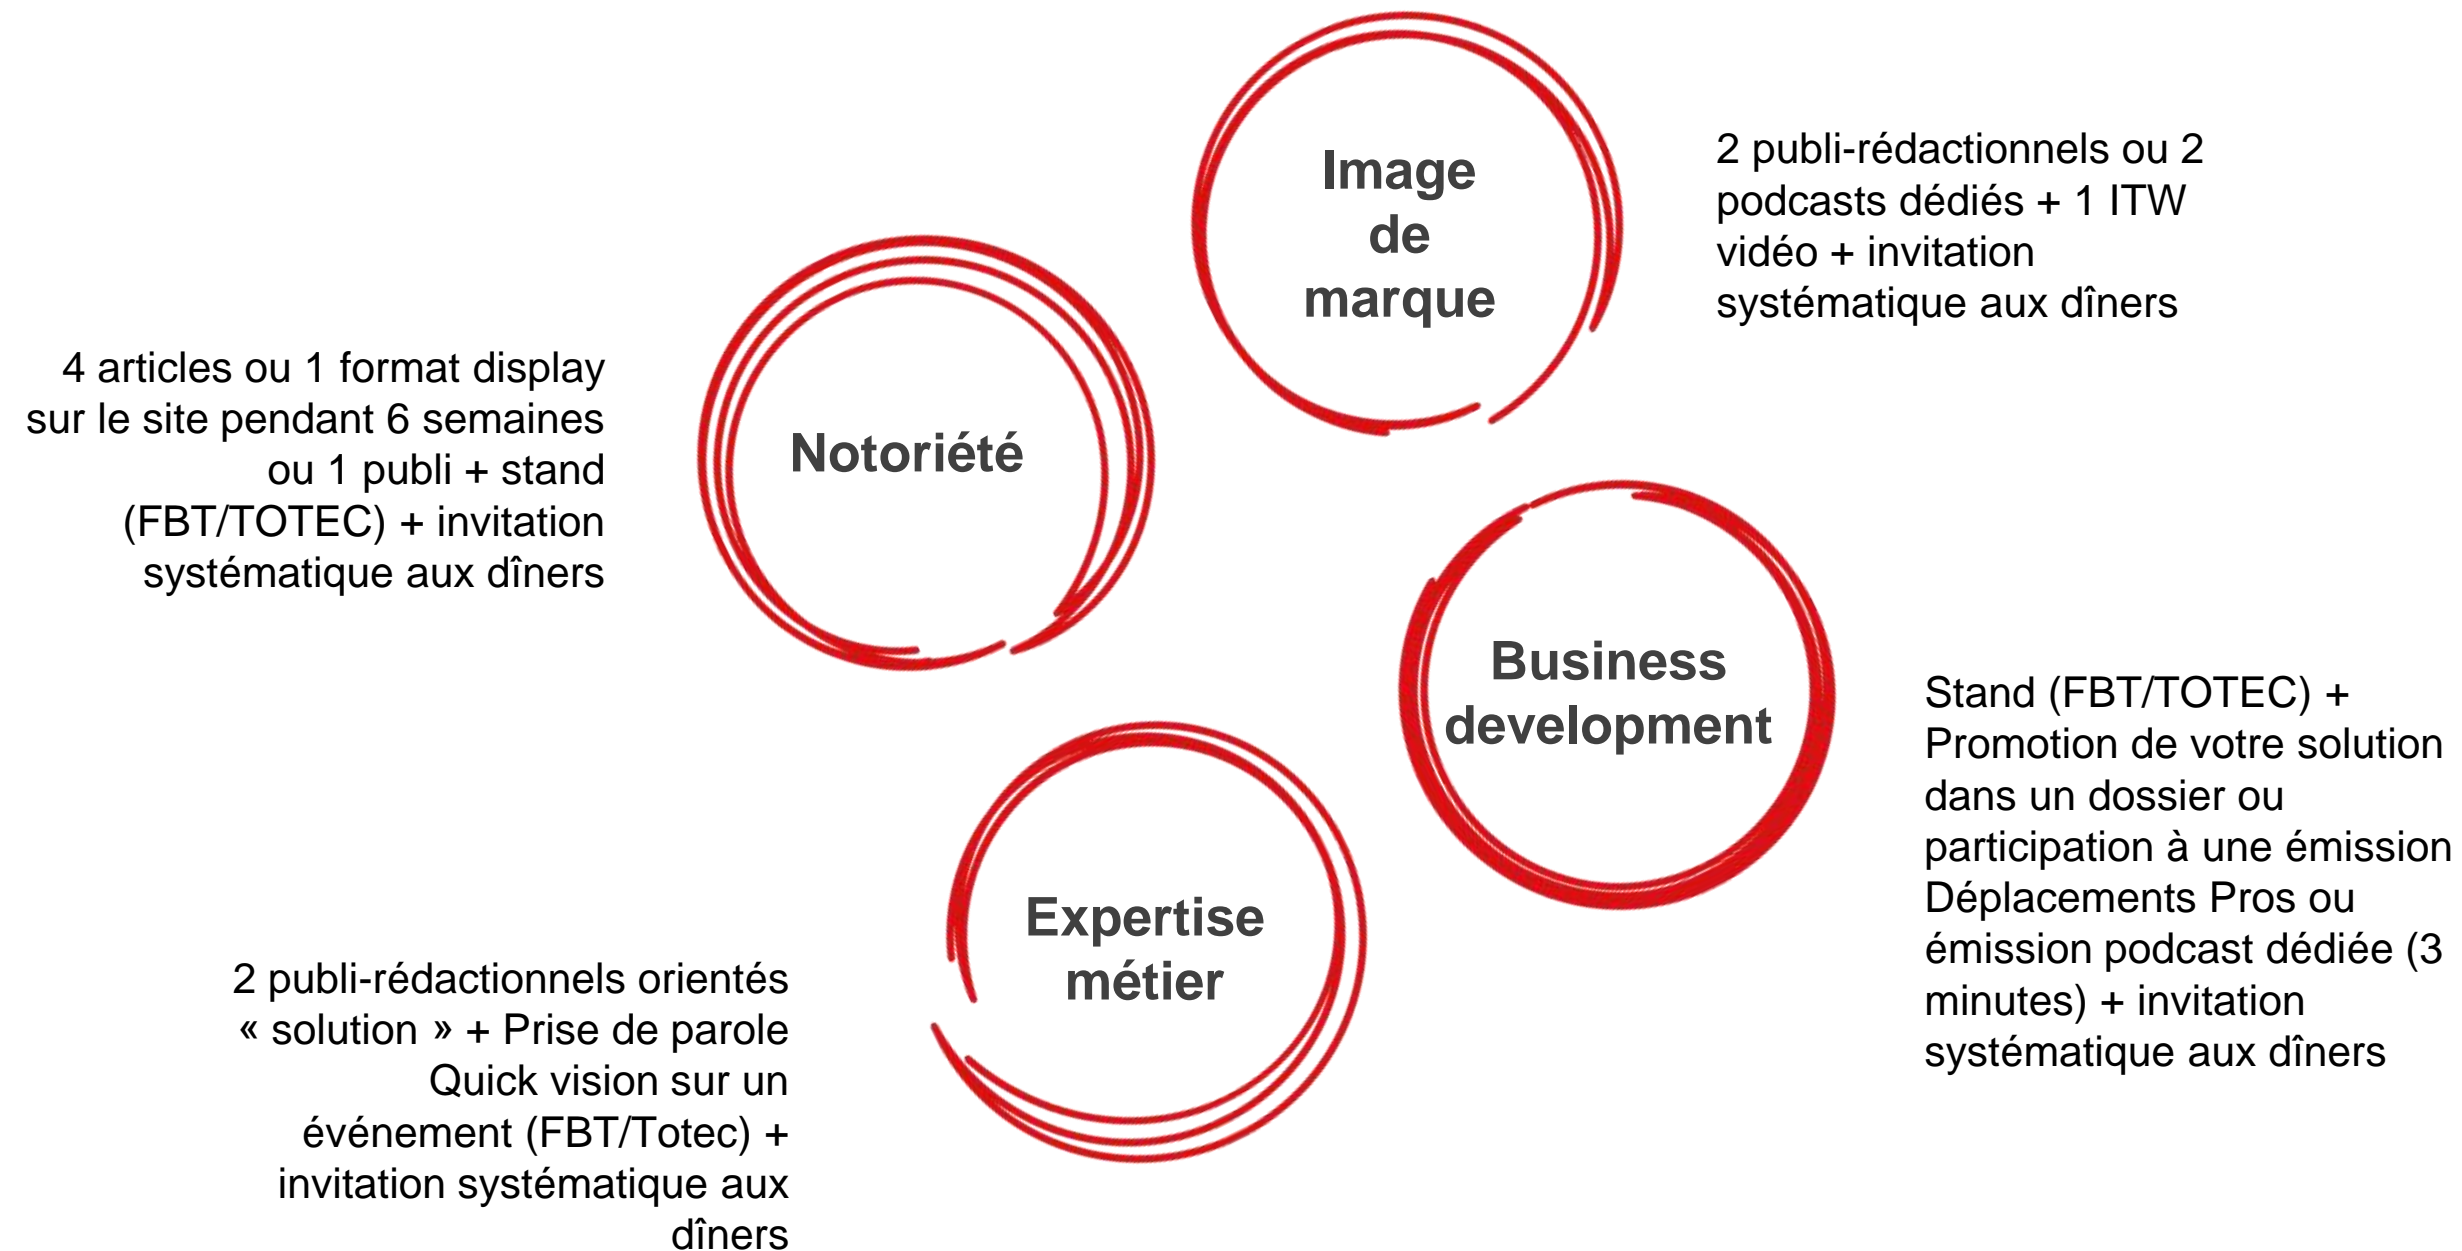 Image
de
marque
2 publi-rédactionnels ou 2
podcasts dédiés + 1 ITW
vidéo + invitation
systématique aux dîners
4 articles ou 1 format display
sur le site pendant 6 semaines
ou 1 publi + stand
(FBT/TOTEC) + invitation
systématique aux dîners
Notoriété
Business
development
Stand (FBT/TOTEC) +
Promotion de votre solution
dans un dossier ou
participation à une émission
Déplacements Pros ou
émission podcast dédiée (3
minutes) + invitation
systématique aux dîners
Expertise
métier
2 publi-rédactionnels orientés
« solution » + Prise de parole
Quick vision sur un
événement (FBT/Totec) +
invitation systématique aux
dîners